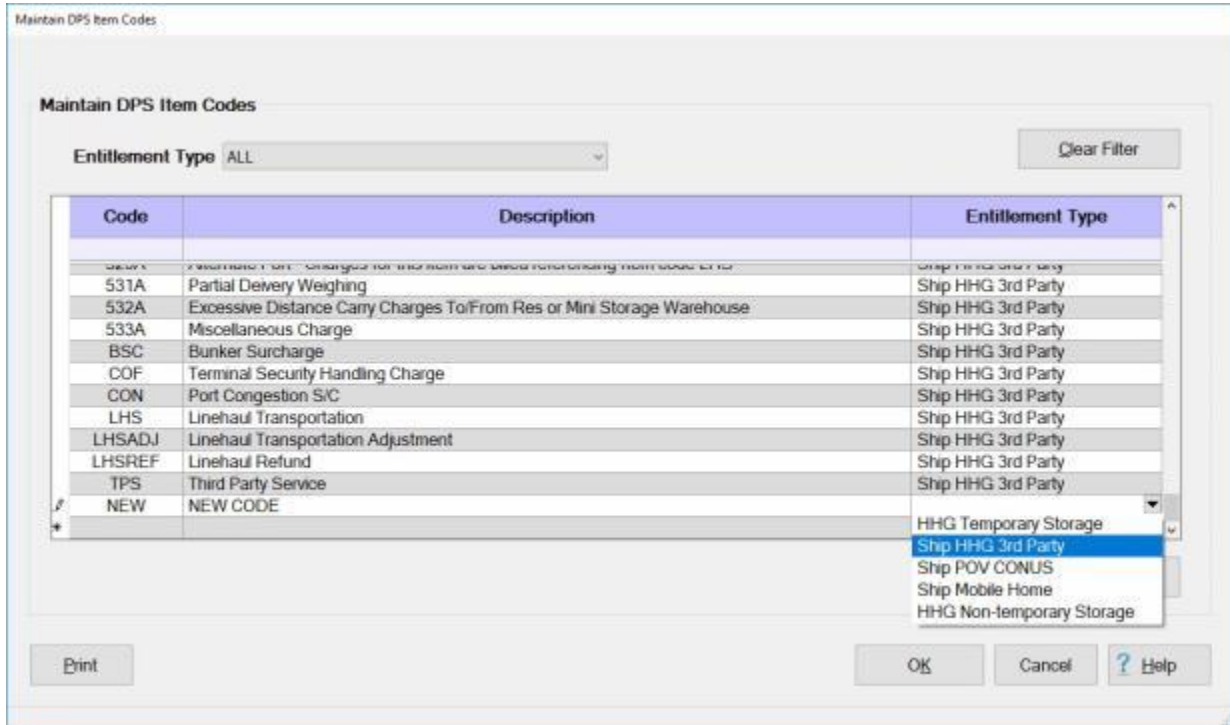 Maintain DPS Item Codes
Maintain DPS Item Codes
Entitlement Type ALL
Clear Filter
Code Description Entitlement Type
531A Partial Deivery Weighing Ship HHG 3rd Party
532A Excessive Distance Carry Charges To/From Res or Mini Storage Warehouse Ship HHG 3rd Party
533A Miscellaneous Charge Ship HHG 3rd Party
BSC Bunker Surcharge Ship HHG 3rd Party
COF Terminal Security Handling Charge Ship HHG 3rd Party
CON Port Congestion S/C Ship HHG 3rd Party
LHS Linehaul Transportation Ship HHG 3rd Party
LHSADJ Linehaul Transportation Adjustment Ship HHG 3rd Party
LHSREF Linehaul Refund Ship HHG 3rd Party
TPS Third Party Service Ship HHG 3rd Party
NEW NEW CODE
HHG Temporary Storage
Ship HHG 3rd Party
Ship POV CONUS
Ship Mobile Home
HHG Non-temporary Storage
Print OK Cancel ? Help